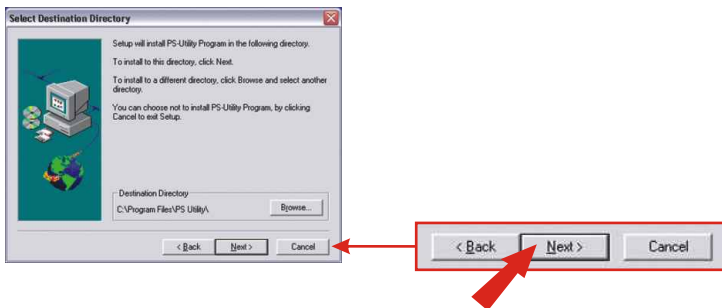 Select Destination Directory
Setup will install PS-Utility Program in the following directory.
To install to this directory, click Next.
To install to a different directory, click Browse and select another
directory.
You can choose not to install PS-Utility Program, by clicking
Cancel to exit Setup.
Destination Directory
C:\Program Files\PS Utility\
Browse...
< Back Next > Cancel
< Back Next > Cancel